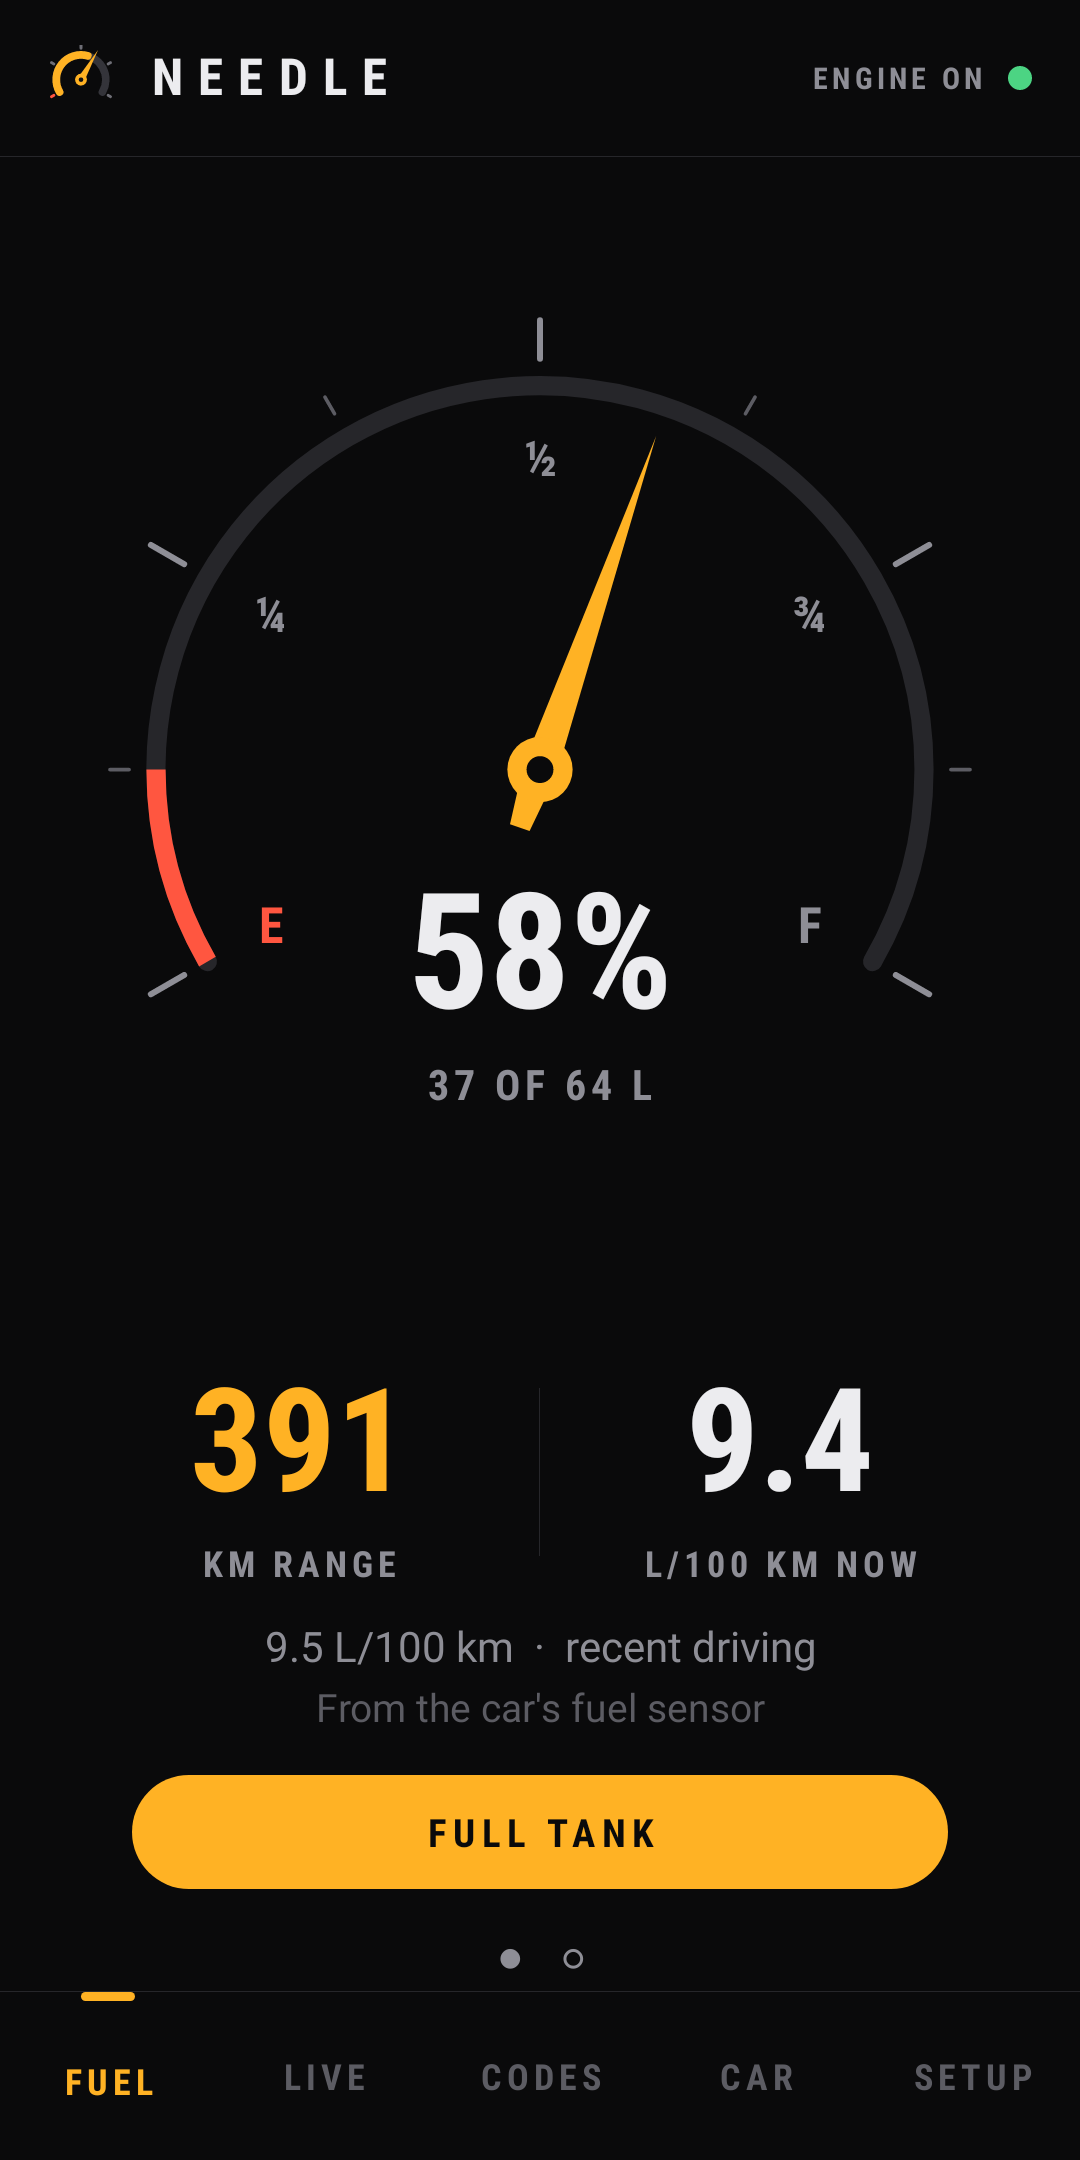 NEEDLE
ENGINE ON
½
¼
¾
E
58%
F
37 OF 64 L
391
9.4
KM RANGE
L/100 KM NOW
9.5 L/100 km · recent driving
From the car's fuel sensor
FULL TANK
FUEL
LIVE
CODES
CAR
SETUP